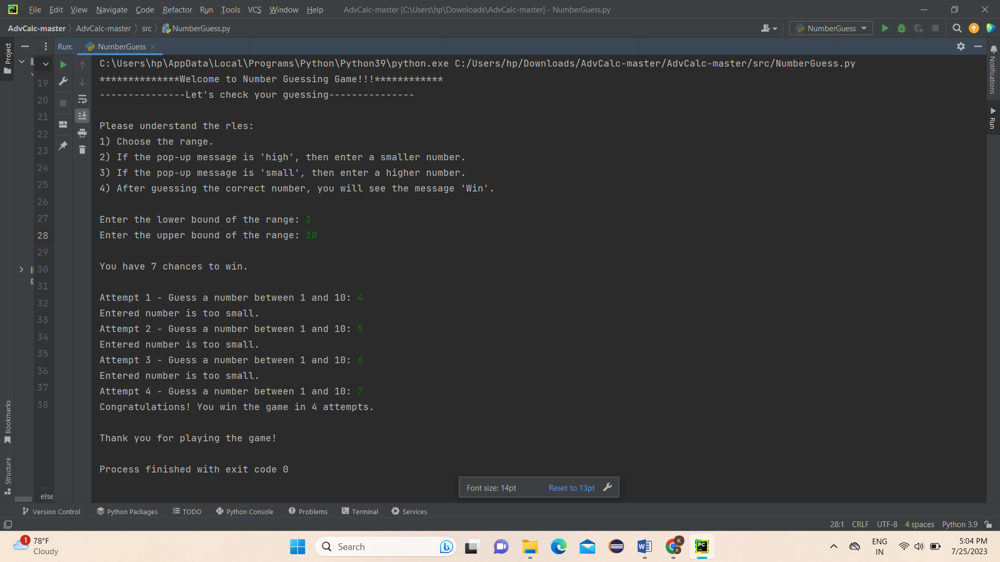 PC File Edit View Navigate Code Refactor Run Tools VCS Window Help AdvCalc-master [C:\Users\hp\Downloads\AdvCalc-master] - NumberGuess.py
AdvCalc-master AdvCalc-master src NumberGuess.py NumberGuess
Project
Run: NumberGuess
C:\Users\hp\AppData\Local\Programs\Python\Python39\python.exe C:/Users/hp/Downloads/AdvCalc-master/AdvCalc-master/src/NumberGuess.py
**************Welcome to Number Guessing Game!!!************
---------------Let's check your guessing---------------
Please understand the rles:
1) Choose the range.
2) If the pop-up message is 'high', then enter a smaller number.
3) If the pop-up message is 'small', then enter a higher number.
4) After guessing the correct number, you will see the message 'Win'.
Enter the lower bound of the range: 1
Enter the upper bound of the range: 10
You have 7 chances to win.
Attempt 1 - Guess a number between 1 and 10: 4
Entered number is too small.
Attempt 2 - Guess a number between 1 and 10: 5
Entered number is too small.
Attempt 3 - Guess a number between 1 and 10: 6
Entered number is too small.
Attempt 4 - Guess a number between 1 and 10: 7
Congratulations! You win the game in 4 attempts.
Thank you for playing the game!
Process finished with exit code 0
19
20
21
22
23
24
25
26
27
28
29
30
31
32
33
34
35
36
37
38
else
Bookmarks
Structure
Notifications
Run
Font size: 14pt Reset to 13pt
Version Control Python Packages TODO Python Console Problems Terminal Services
28:1 CRLF UTF-8 4 spaces Python 3.9
1 78°F
Cloudy
Search
K
K
PC
ENG
IN
5:04 PM
7/25/2023